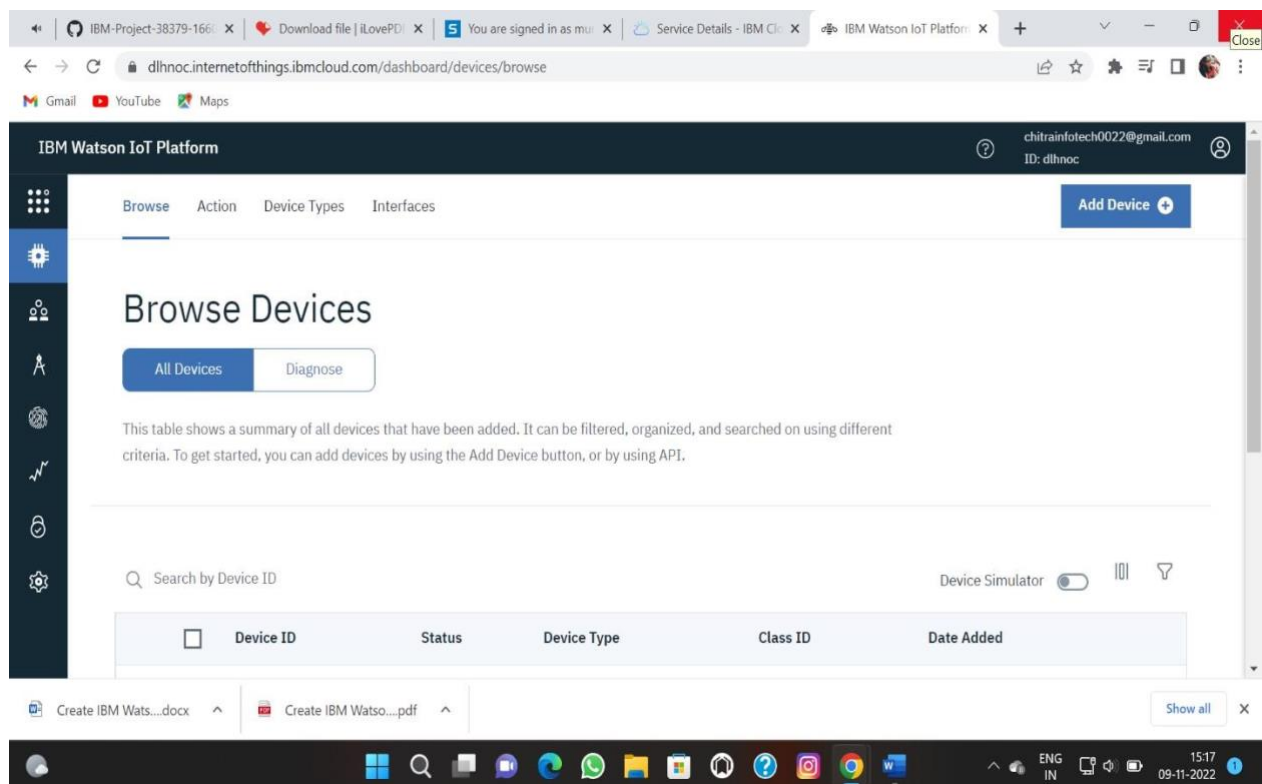 IBM-Project-38379-166
Download file | iLovePD
You are signed in as mu
Service Details - IBM Cl
IBM Watson IoT Platform
Close
dlhnoc.internetofthings.ibmcloud.com/dashboard/devices/browse
Gmail YouTube Maps
IBM Watson IoT Platform
chitrainfotech0022@gmail.com
ID: dlhnoc
Browse Action Device Types Interfaces
Add Device
Browse Devices
All Devices Diagnose
This table shows a summary of all devices that have been added. It can be filtered, organized, and searched on using different
criteria. To get started, you can add devices by using the Add Device button, or by using API.
Search by Device ID
Device Simulator
Device ID Status Device Type Class ID Date Added
Create IBM Wats....docx
Create IBM Watso....pdf
Show all
ENG
IN
15:17
09-11-2022
1